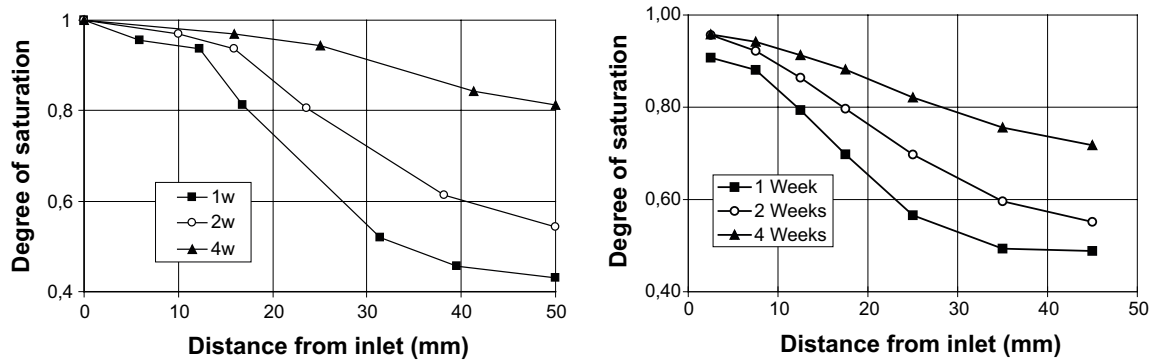 Degree of saturation
1
0,8
0,6
0,4
0 10 20 30 40 50
Distance from inlet (mm)
1w
2w
4w
Degree of saturation
1,00
0,80
0,60
0,40
0 10 20 30 40 50
Distance from inlet (mm)
1 Week
2 Weeks
4 Weeks